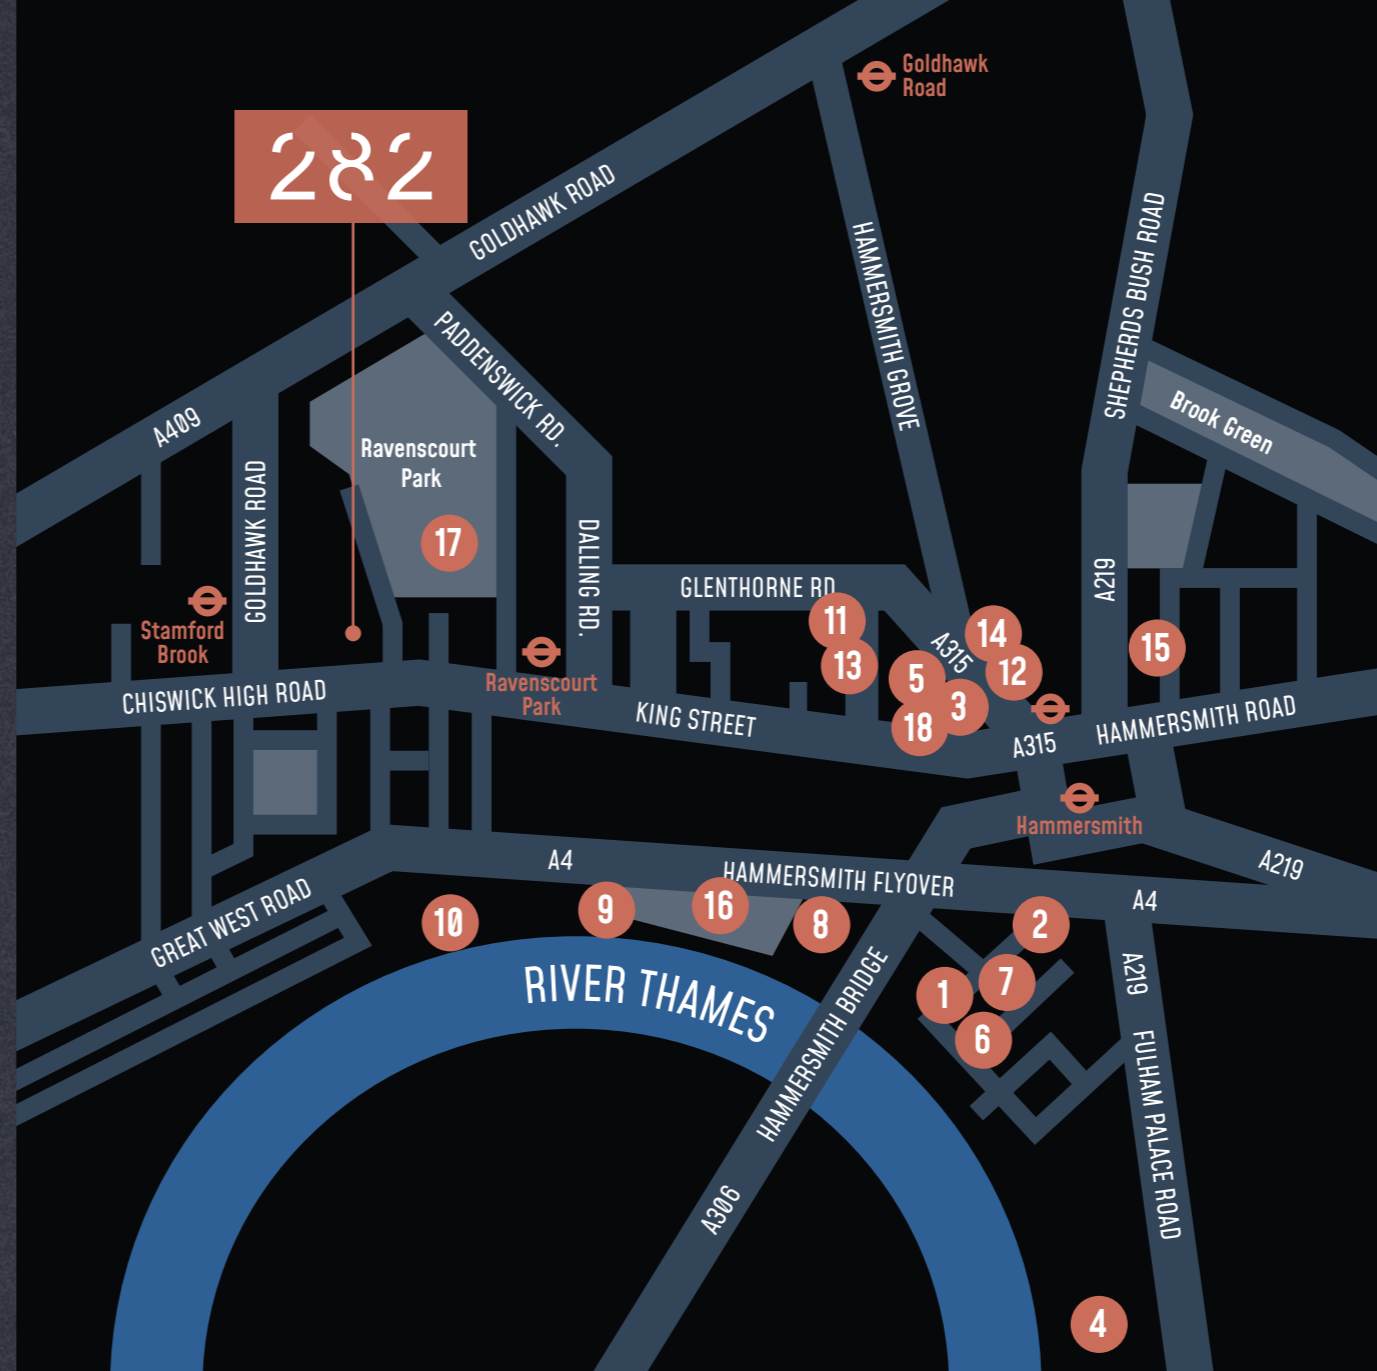 Goldhawk
Road
282
GOLDHAWK ROAD
HAMMERSMITH GROVE
SHEPHERDS BUSH ROAD
PADDENSWICK RD.
A409
Brook Green
Ravenscourt
Park
17
GOLDHAWK ROAD
DALLING RD.
GLENTHORNE RD
A219
11
14
A315
13
5
12
15
3
18
Stamford
Brook
Ravenscourt
Park
CHISWICK HIGH ROAD
KING STREET
A315
HAMMERSMITH ROAD
Hammersmith
A4
HAMMERSMITH FLYOVER
A219
A4
GREAT WEST ROAD
10
9
16
8
2
RIVER THAMES
HAMMERSMITH BRIDGE
1
7
6
A219
FULHAM PALACE ROAD
A306
4